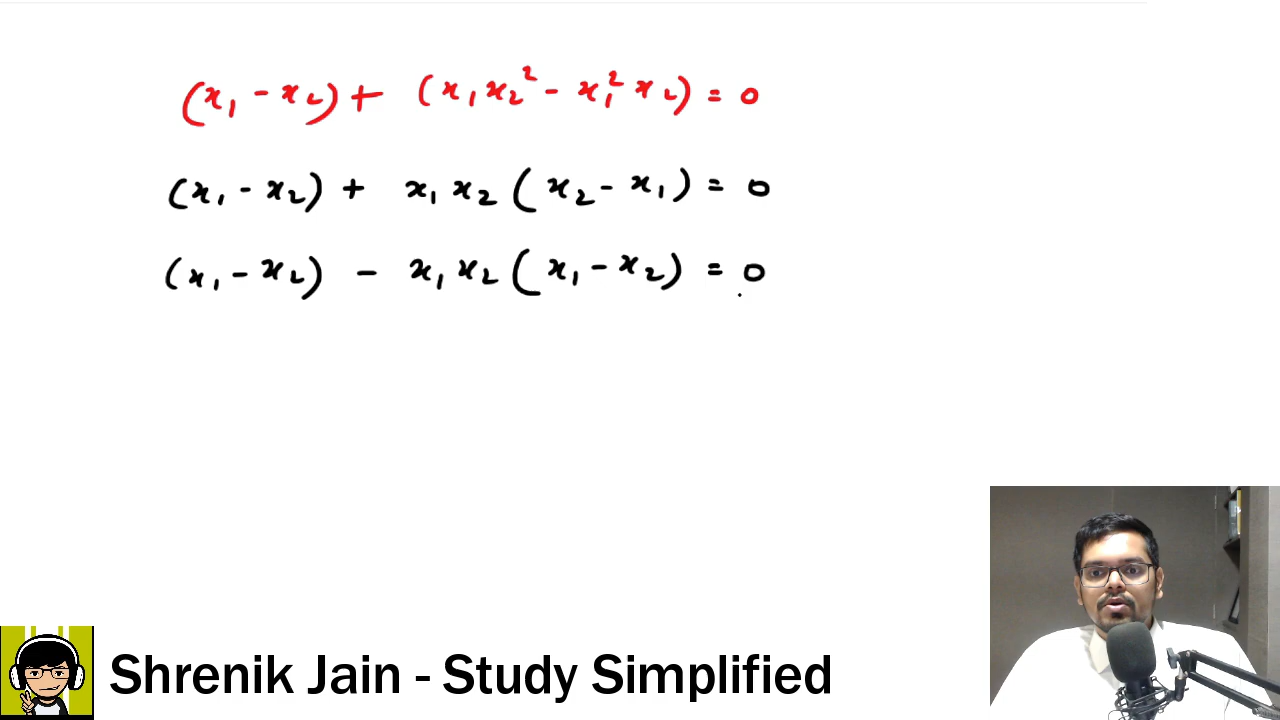 (x₁ - x₂) + (x₁x₂² - x₁²x₂) = 0
(x₁ - x₂) + x₁x₂(x₂ - x₁) = 0
(x₁ - x₂) - x₁x₂(x₁ - x₂) = 0
Shrenik Jain - Study Simplified